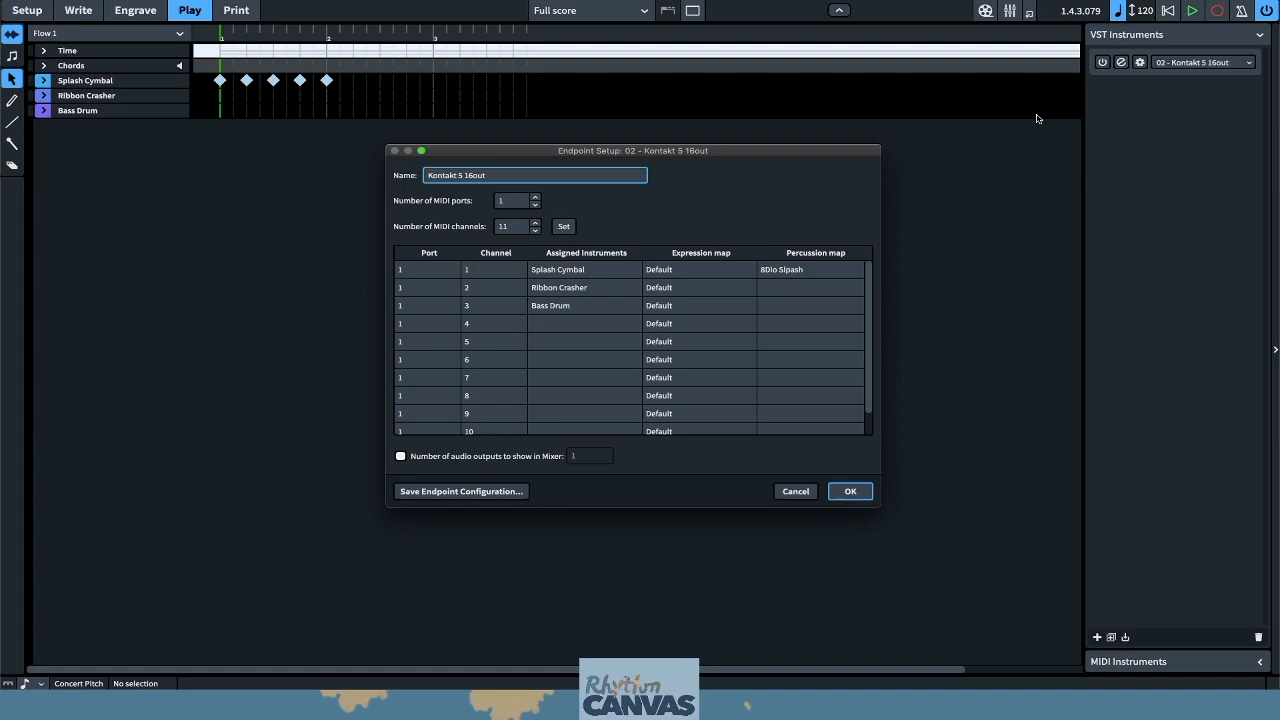 Setup Write Engrave Play Print Full score 1.4.3.076 120
Flow 1
1 2 3
VST Instruments
Time
02 - Kontakt 5 16out
Chords
Splash Cymbal
Ribbon Crasher
Bass Drum
Endpoint Setup: 02 - Kontakt 5 16out
Name: Kontakt 5 16out
Number of MIDI ports: 1
Number of MIDI channels: 11 Set
Port Channel Assigned Instruments Expression map Percussion map
1 1 Splash Cymbal Default 8Dio Slpash
1 2 Ribbon Crasher Default
1 3 Bass Drum Default
1 4 Default
1 5 Default
1 6 Default
1 7 Default
1 8 Default
1 9 Default
1 10 Default
Number of audio outputs to show in Mixer: 1
Save Endpoint Configuration... Cancel OK
MIDI Instruments
Concert Pitch No selection
Rhythm
CANVAS